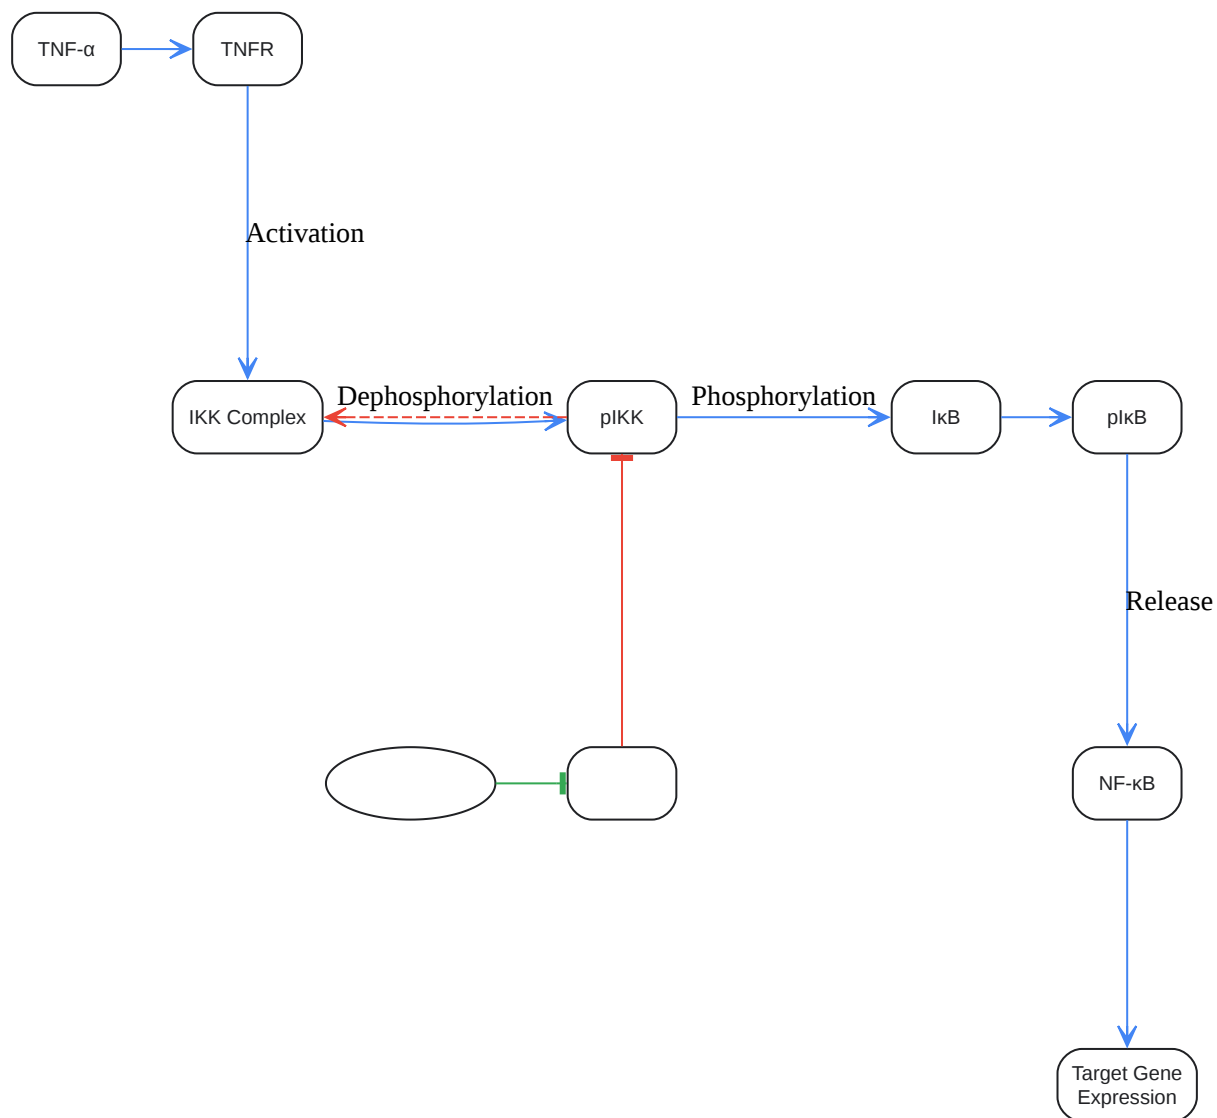 TNF-α
TNFR
Activation
IKK Complex
Dephosphorylation
pIKK
Phosphorylation
IκB
pIκB
Release
NF-κB
Target Gene
Expression